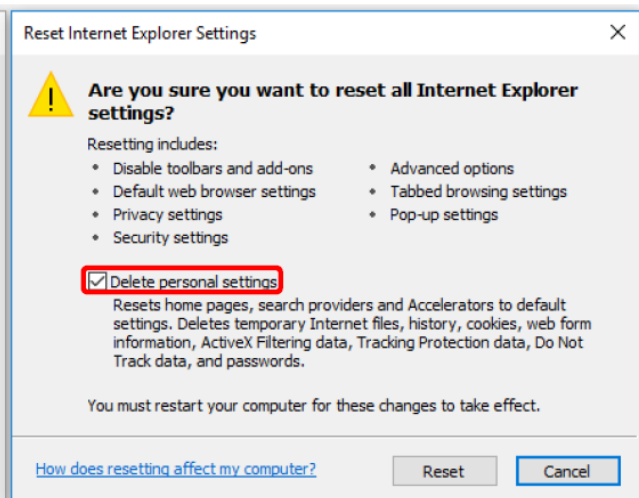 Reset Internet Explorer Settings
Are you sure you want to reset all Internet Explorer
settings?
Resetting includes:
• Disable toolbars and add-ons
• Default web browser settings
• Privacy settings
• Security settings
• Advanced options
• Tabbed browsing settings
• Pop-up settings
Delete personal settings
Resets home pages, search providers and Accelerators to default
settings. Deletes temporary Internet files, history, cookies, web form
information, ActiveX Filtering data, Tracking Protection data, Do Not
Track data, and passwords.
You must restart your computer for these changes to take effect.
How does resetting affect my computer?
Reset
Cancel